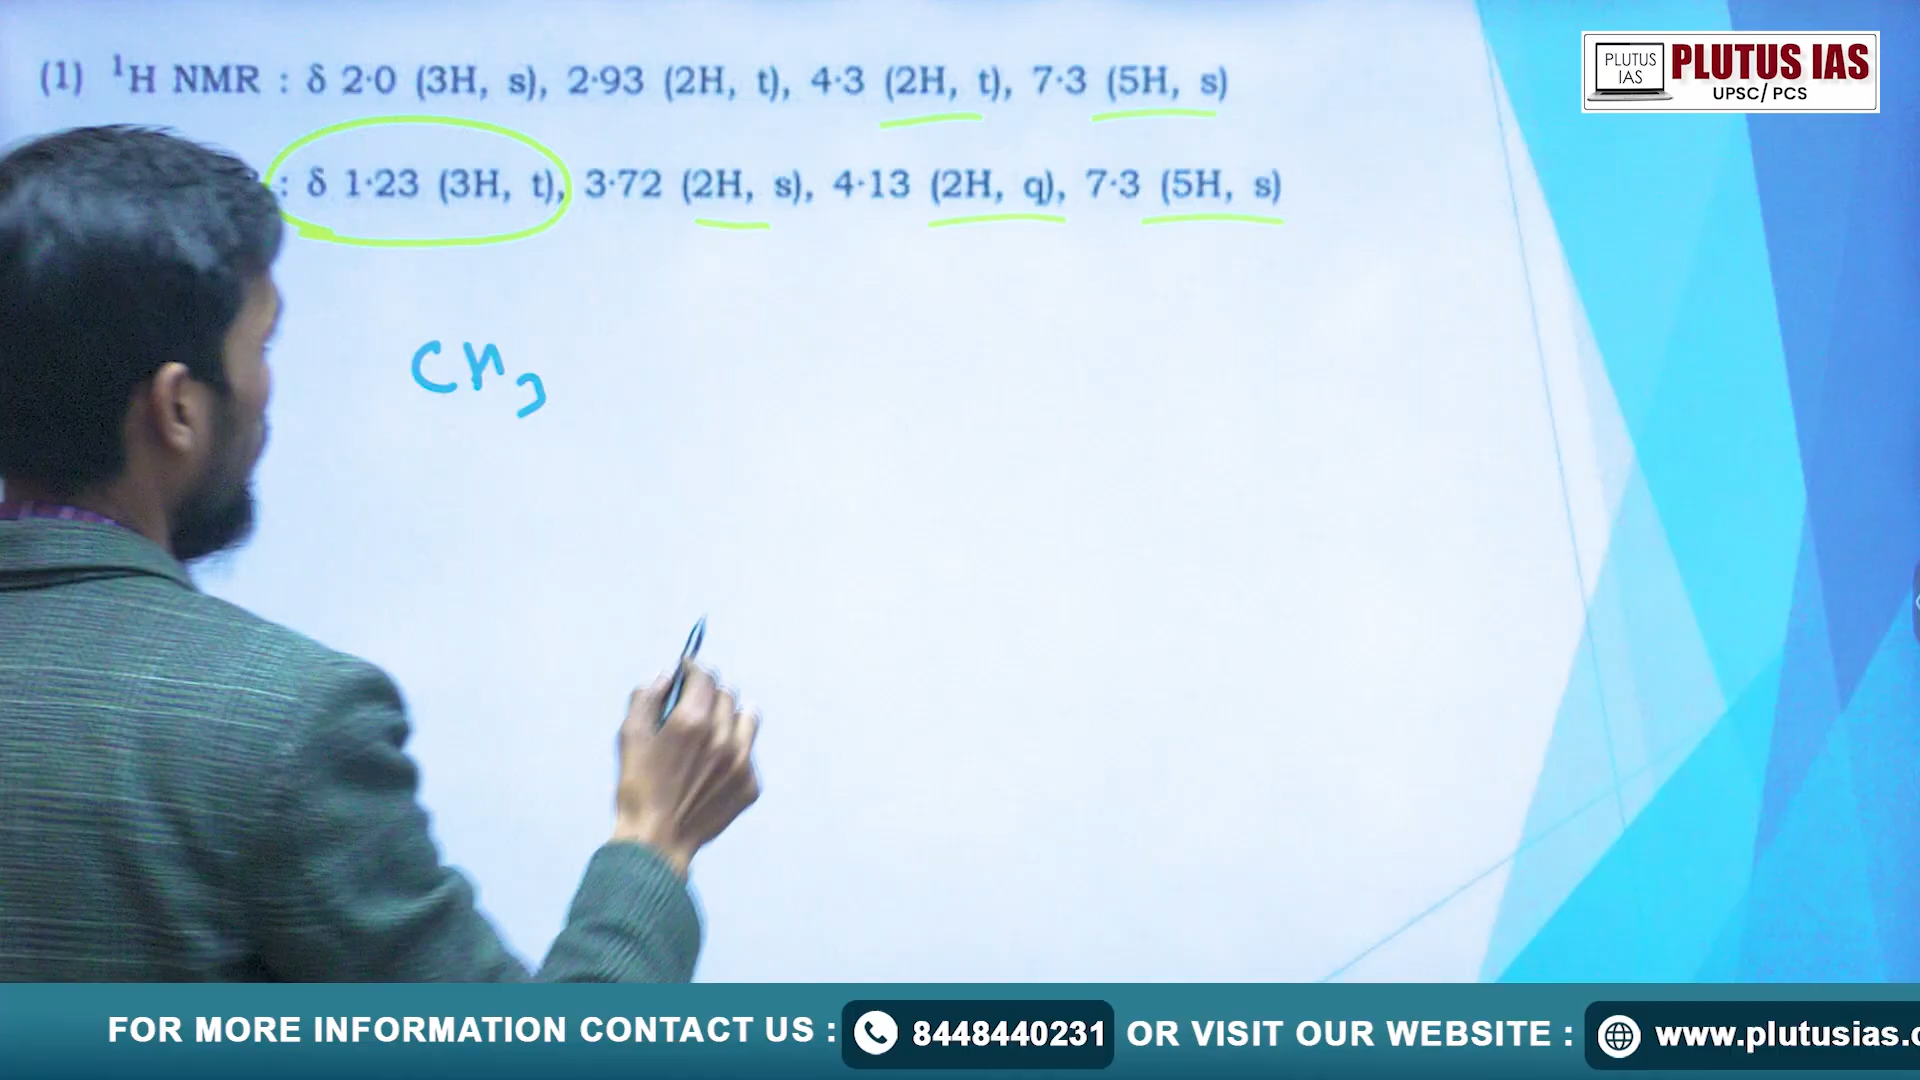 (1) ¹H NMR : δ 2·0 (3H, s), 2·93 (2H, t), 4·3 (2H, t), 7·3 (5H, s)
: δ 1·23 (3H, t), 3·72 (2H, s), 4·13 (2H, q), 7·3 (5H, s)
CH₃
PLUTUS IAS
PLUTUS IAS
UPSC/ PCS
FOR MORE INFORMATION CONTACT US : 8448440231 OR VISIT OUR WEBSITE : www.plutusias.c